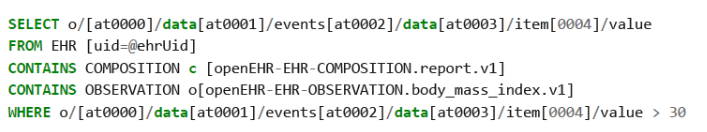 SELECT o/[at0000]/data[at0001]/events[at0002]/data[at0003]/item[0004]/value
FROM EHR [uid=@ehrUid]
CONTAINS COMPOSITION c [openEHR-EHR-COMPOSITION.report.v1]
CONTAINS OBSERVATION o[openEHR-EHR-OBSERVATION.body_mass_index.v1]
WHERE o/[at0000]/data[at0001]/events[at0002]/data[at0003]/item[0004]/value > 30